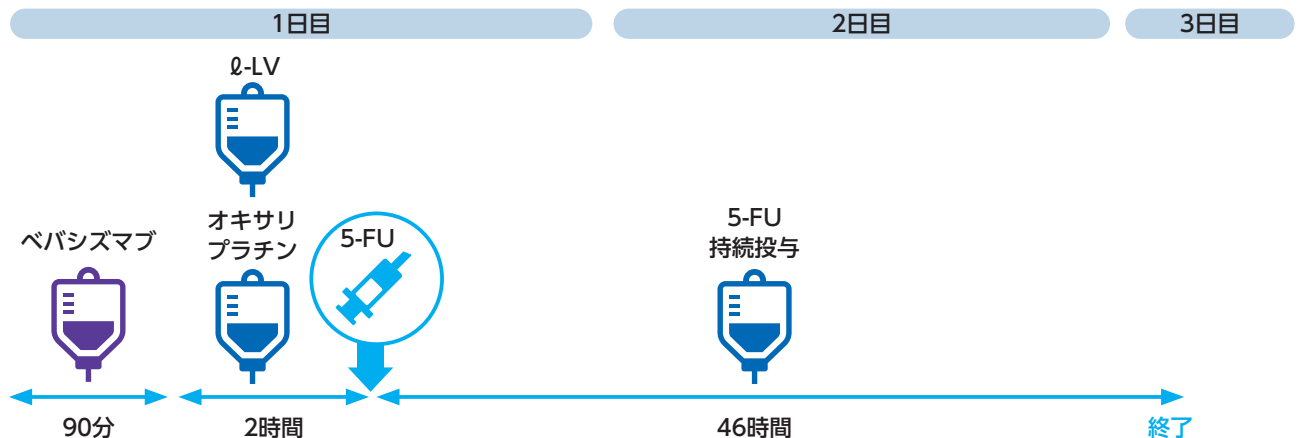 1日目
2日目
3日目
ℓ-LV
ベバシズマブ
オキサリ
プラチン
5-FU
5-FU
持続投与
90分
2時間
46時間
終了